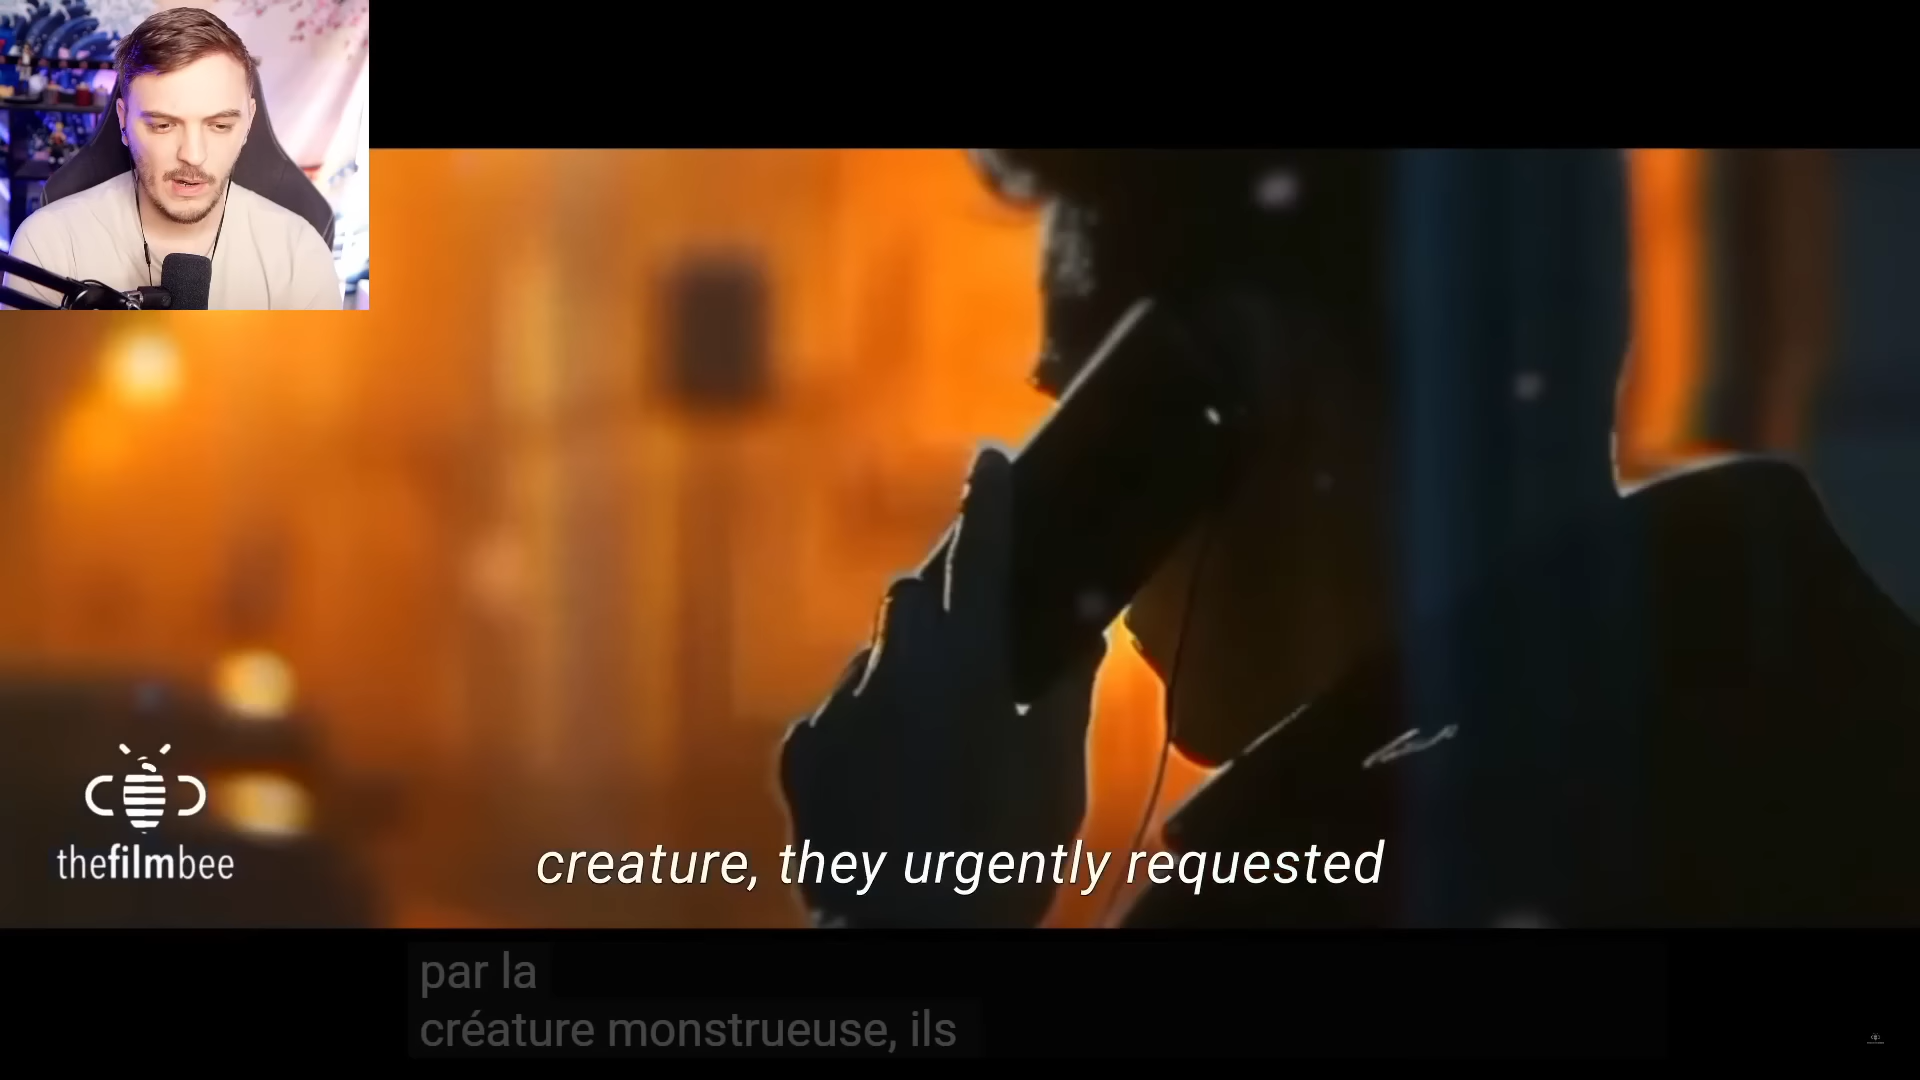 thefilmbee
creature, they urgently requested
par la
créature monstrueuse, ils